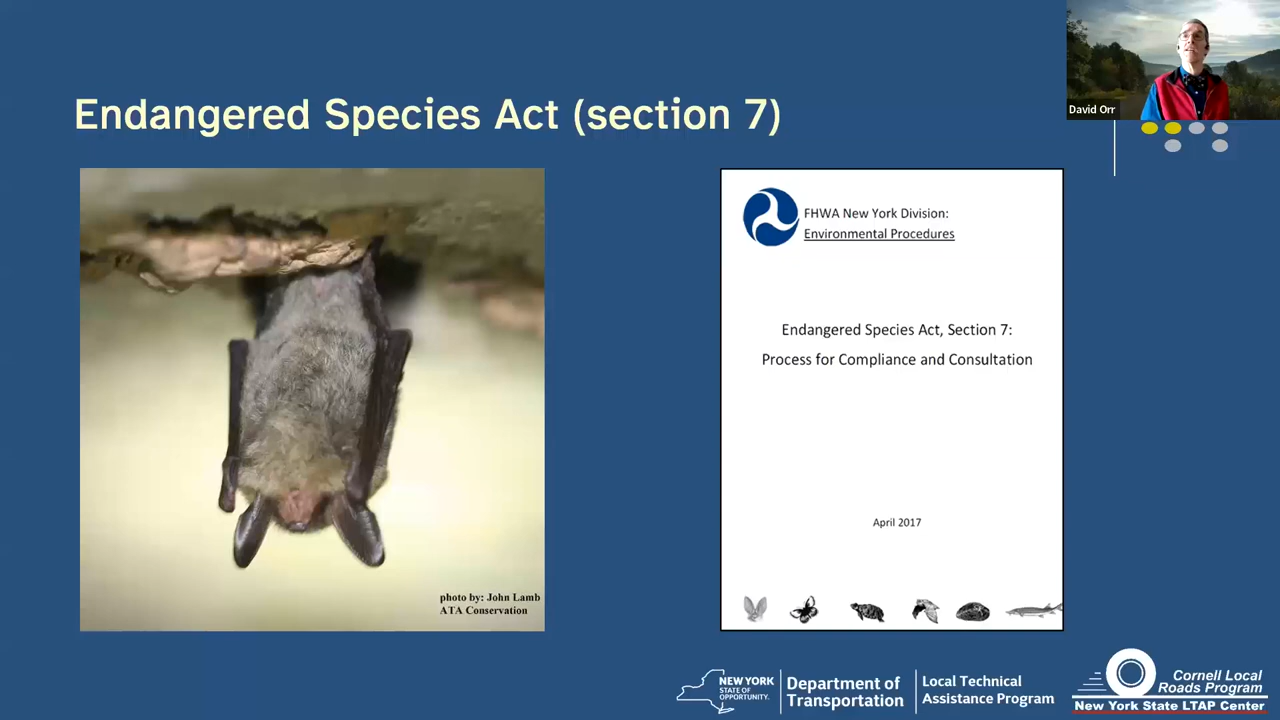 David Orr
Endangered Species Act (section 7)
photo by: John Lamb
ATA Conservation
FHWA New York Division:
Environmental Procedures
Endangered Species Act, Section 7:
Process for Compliance and Consultation
April 2017
NEW YORK
STATE OF
OPPORTUNITY.
Department of
Transportation
Local Technical
Assistance Program
Cornell Local
Roads Program
New York State LTAP Center